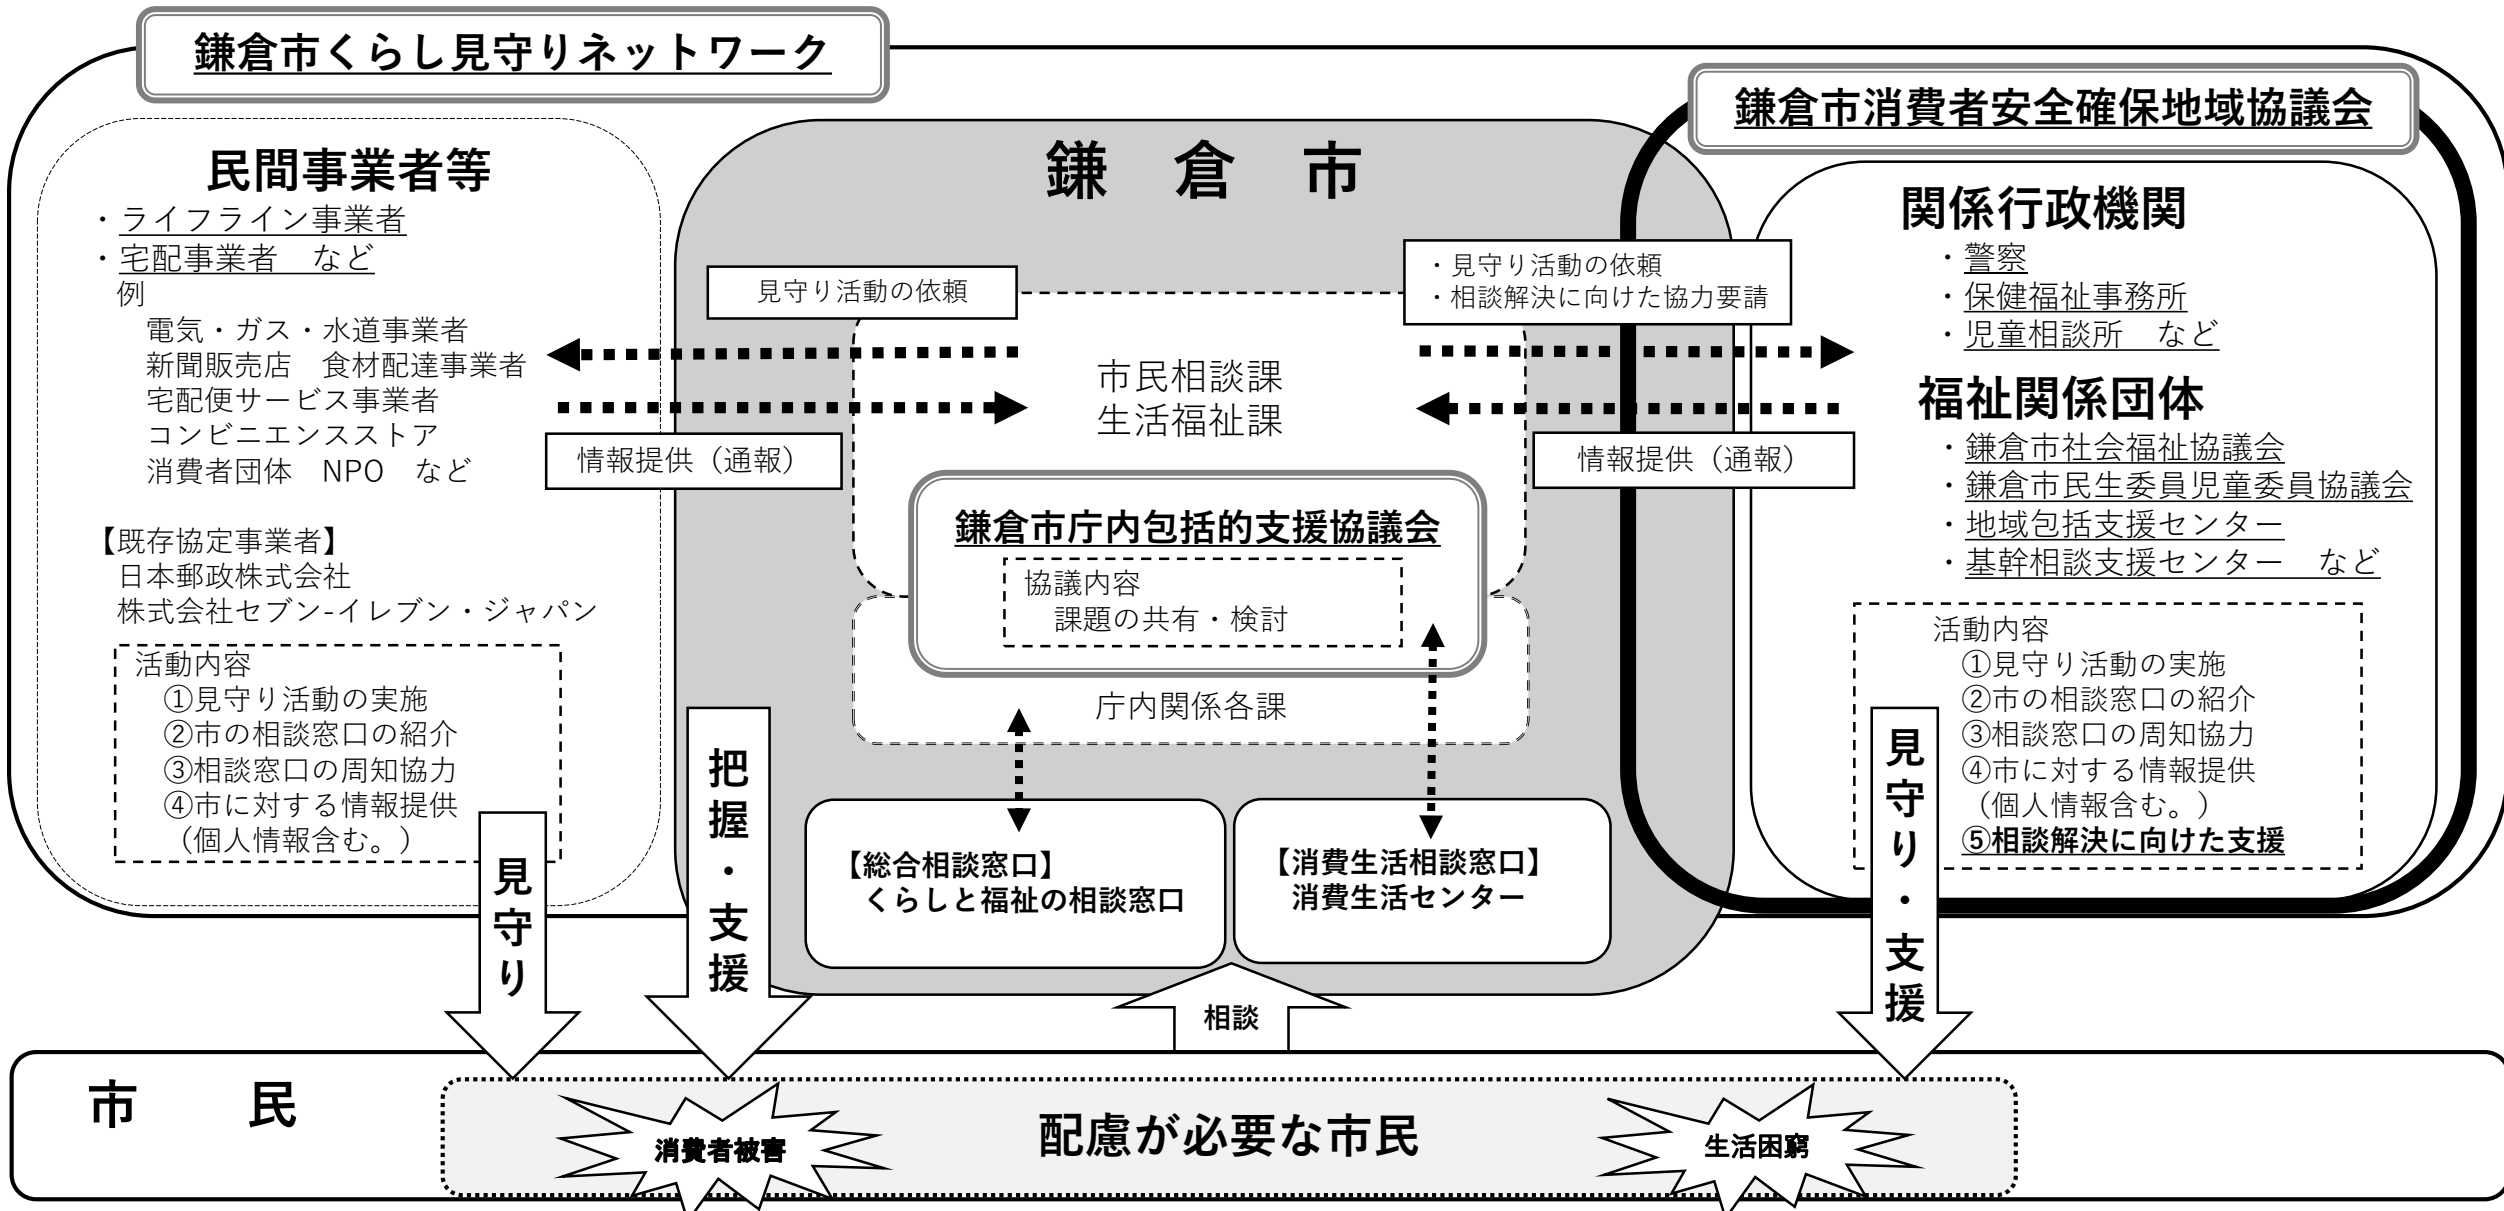 鎌倉市くらし見守りネットワーク
鎌倉市消費者安全確保地域協議会
民間事業者等
・ライフライン事業者
・宅配事業者　など
例
電気・ガス・水道事業者
新聞販売店　食材配達事業者
宅配便サービス事業者
コンビニエンスストア
消費者団体　NPO　など
【既存協定事業者】
日本郵政株式会社
株式会社セブン-イレブン・ジャパン
活動内容
①見守り活動の実施
②市の相談窓口の紹介
③相談窓口の周知協力
④市に対する情報提供
（個人情報含む。）
見守り
鎌　倉　市
見守り活動の依頼
・見守り活動の依頼
・相談解決に向けた協力要請
市民相談課
生活福祉課
情報提供（通報）
情報提供（通報）
鎌倉市庁内包括的支援協議会
協議内容
課題の共有・検討
庁内関係各課
把握・支援
【総合相談窓口】
くらしと福祉の相談窓口
【消費生活相談窓口】
消費生活センター
相談
関係行政機関
・警察
・保健福祉事務所
・児童相談所　など
福祉関係団体
・鎌倉市社会福祉協議会
・鎌倉市民生委員児童委員協議会
・地域包括支援センター
・基幹相談支援センター　など
活動内容
①見守り活動の実施
②市の相談窓口の紹介
③相談窓口の周知協力
④市に対する情報提供
（個人情報含む。）
⑤相談解決に向けた支援
見守り・支援
市　民
消費者被害
配慮が必要な市民
生活困窮